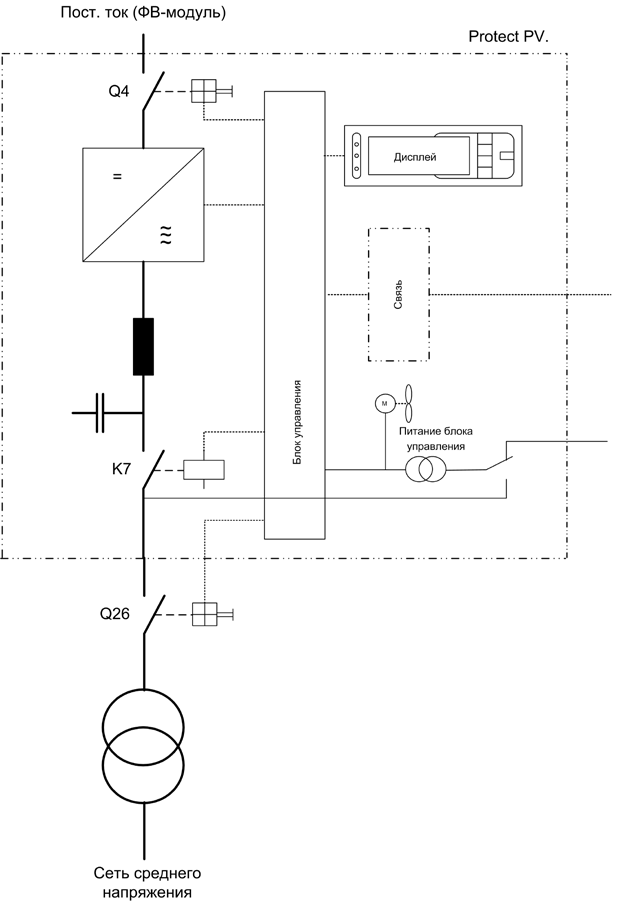 Пост. ток (ФВ-модуль)
Protect PV.
Q4
=
≈
Дисплей
Связь
Блок управления
M
Питание блока
управления
K7
Q26
Сеть среднего
напряжения